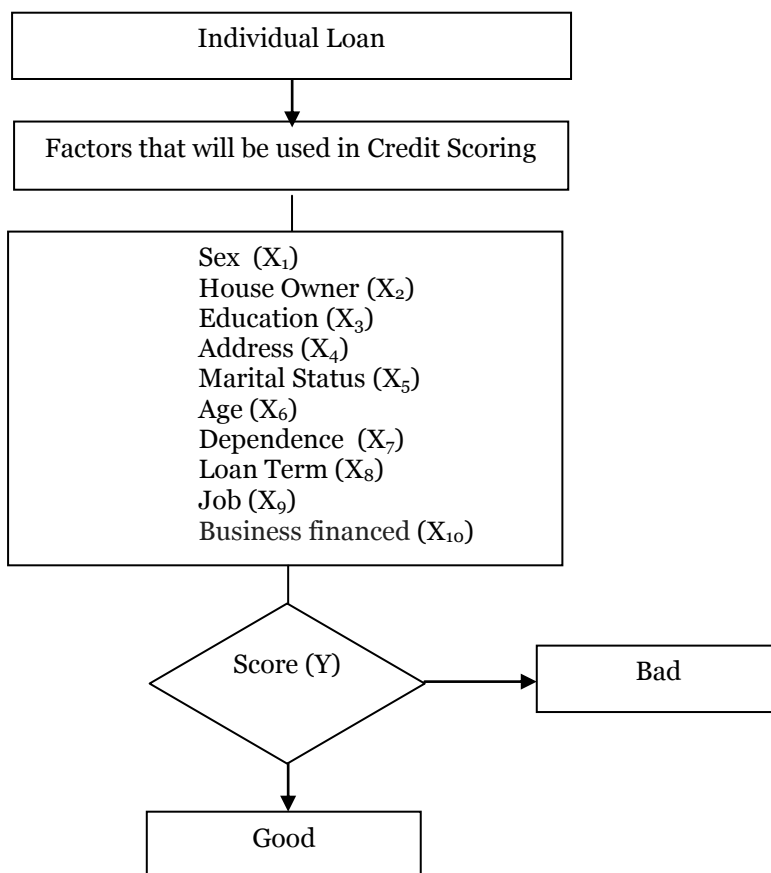 Individual Loan
Factors that will be used in Credit Scoring
Sex (X₁)
House Owner (X₂)
Education (X₃)
Address (X₄)
Marital Status (X₅)
Age (X₆)
Dependence (X₇)
Loan Term (X₈)
Job (X₉)
Business financed (X₁₀)
Score (Y)
Bad
Good